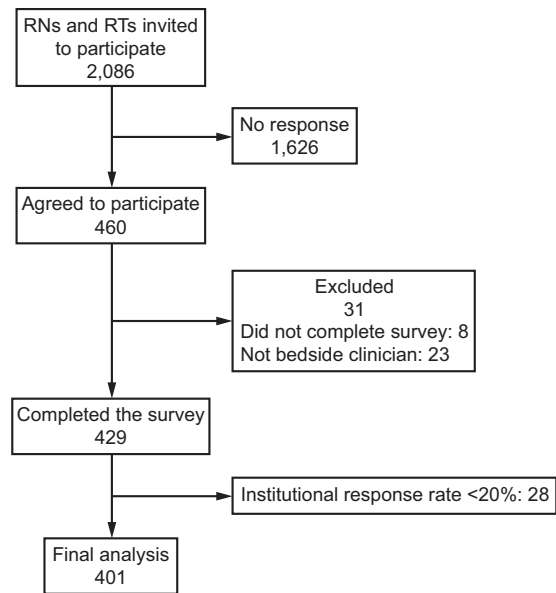 RNs and RTs invited
to participate
2,086
No response
1,626
Agreed to participate
460
Excluded
31
Did not complete survey: 8
Not bedside clinician: 23
Completed the survey
429
Institutional response rate <20%: 28
Final analysis
401